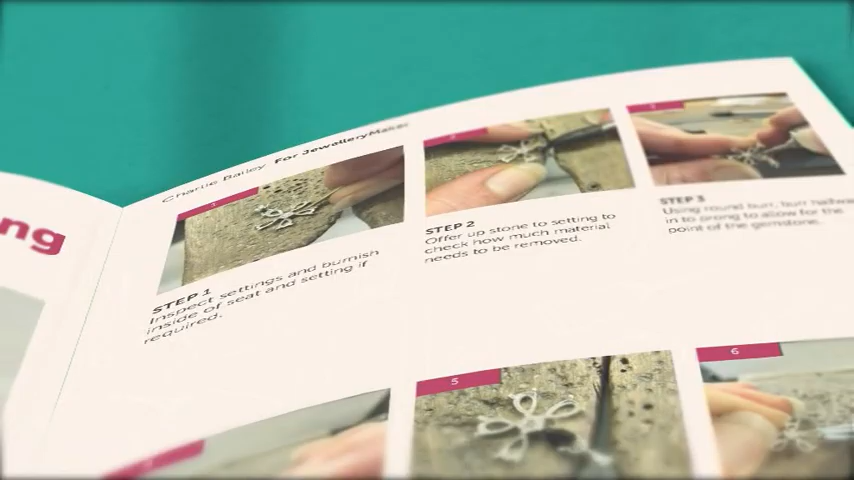 ng
Charlie Bailey For JewelleryMaker
1
2
3
STEP 1
Inspect settings and burnish
inside of seat and setting if
required.
STEP 2
Offer up stone to setting to
check how much material
needs to be removed.
STEP 3
Using round burr, burr halfway
in to prong to allow for the
point of the gemstone.
5
6